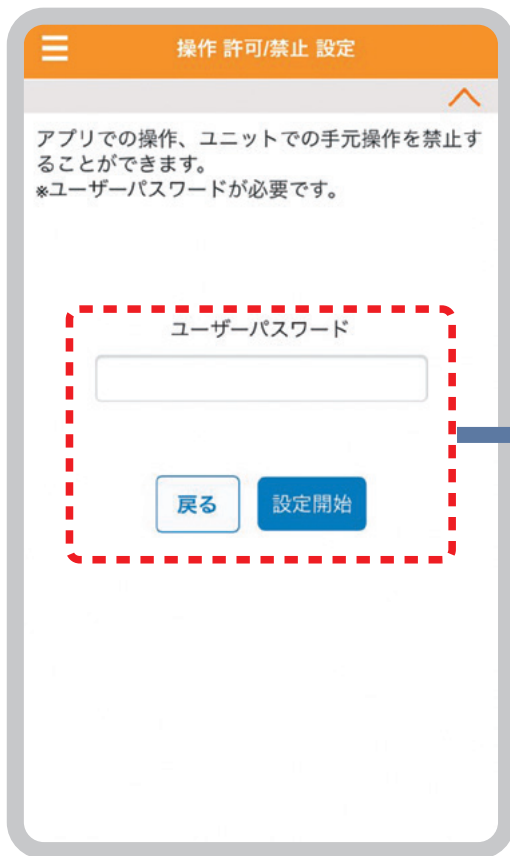 操作 許可/禁止 設定
アプリでの操作、ユニットでの手元操作を禁止す
ることができます。
※ユーザーパスワードが必要です。
ユーザーパスワード
戻る 設定開始